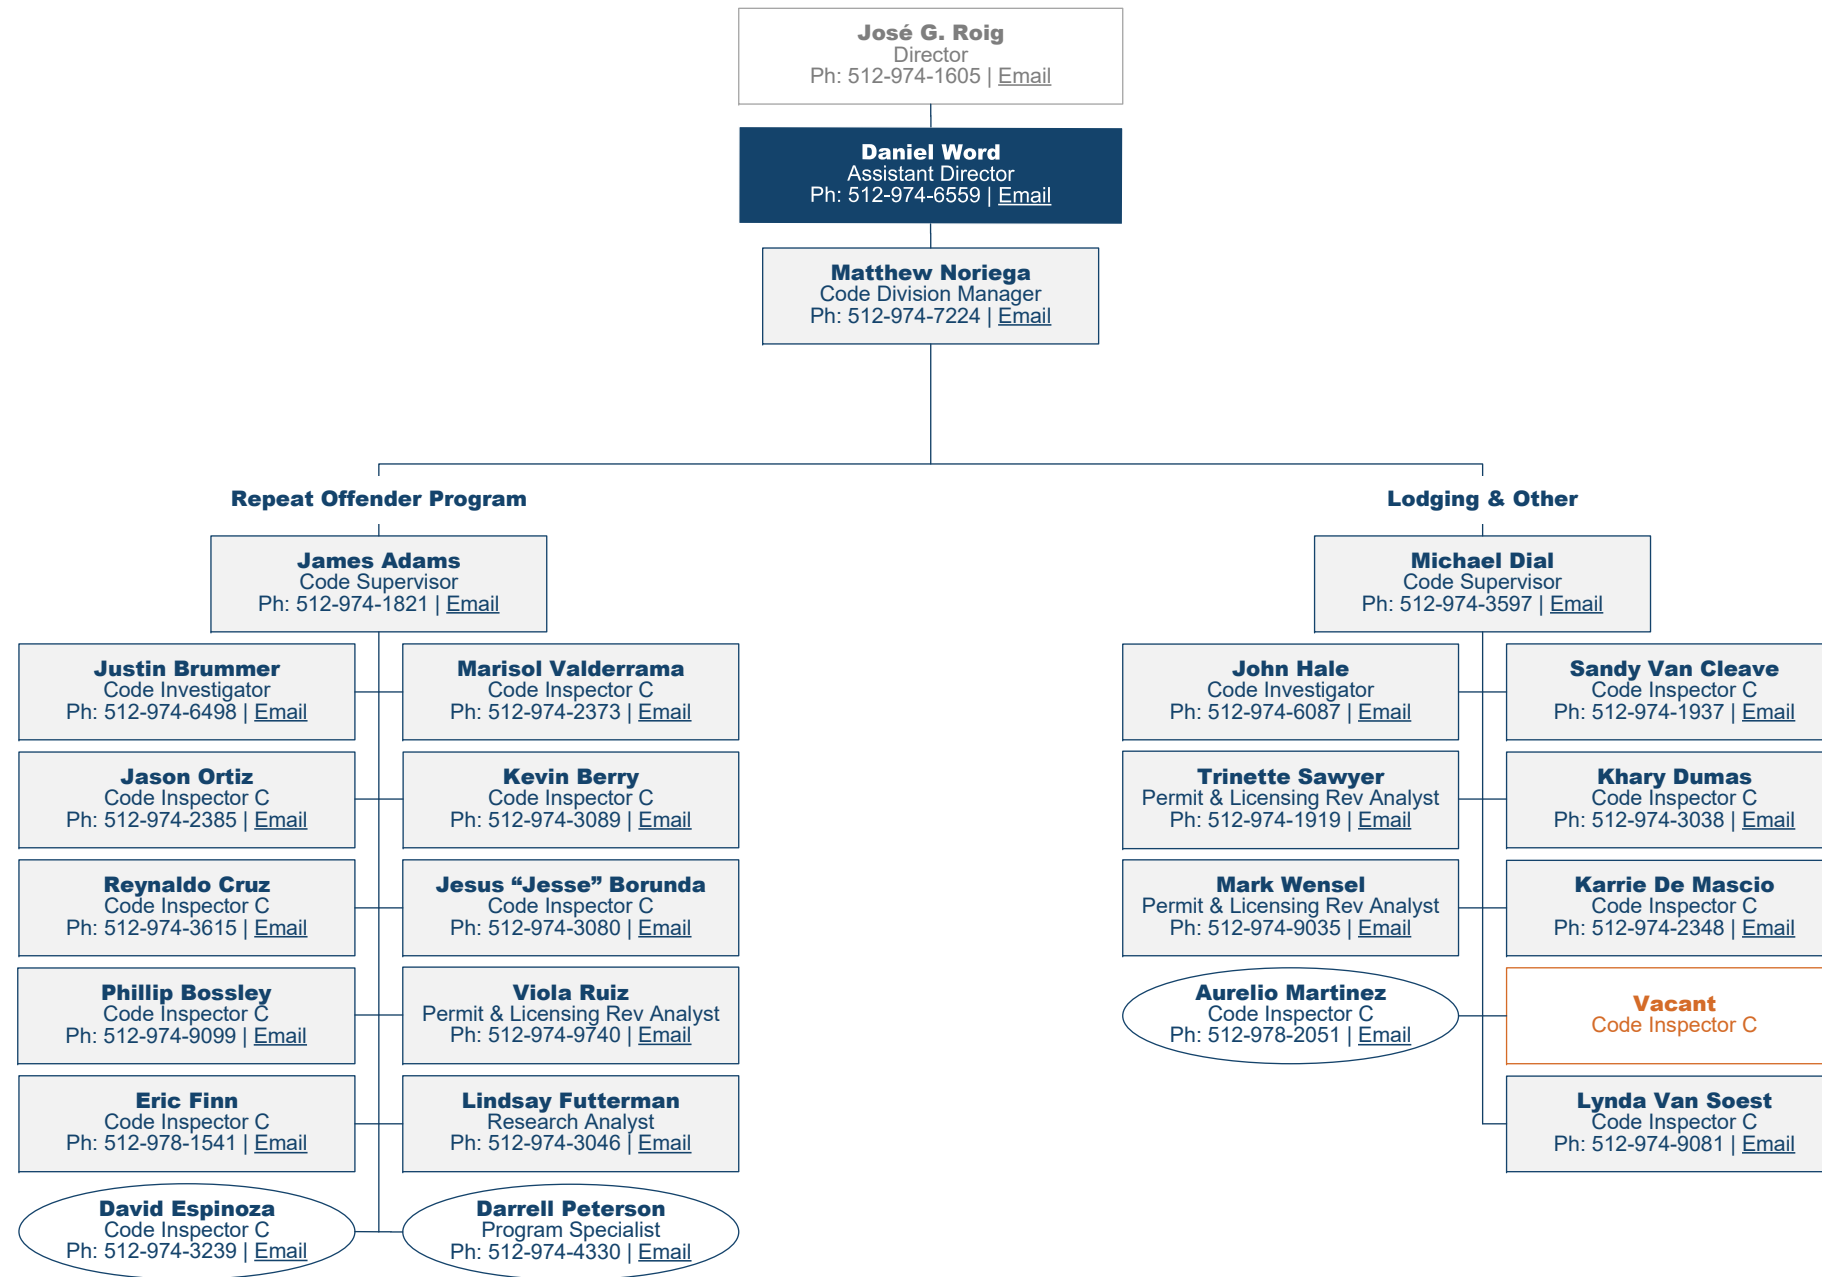 José G. Roig
Director
Ph: 512-974-1605 | Email
Daniel Word
Assistant Director
Ph: 512-974-6559 | Email
Matthew Noriega
Code Division Manager
Ph: 512-974-7224 | Email
Repeat Offender Program
James Adams
Code Supervisor
Ph: 512-974-1821 | Email
Justin Brummer
Code Investigator
Ph: 512-974-6498 | Email
Marisol Valderrama
Code Inspector C
Ph: 512-974-2373 | Email
Jason Ortiz
Code Inspector C
Ph: 512-974-2385 | Email
Kevin Berry
Code Inspector C
Ph: 512-974-3089 | Email
Reynaldo Cruz
Code Inspector C
Ph: 512-974-3615 | Email
Jesus “Jesse” Borunda
Code Inspector C
Ph: 512-974-3080 | Email
Phillip Bossley
Code Inspector C
Ph: 512-974-9099 | Email
Viola Ruiz
Permit & Licensing Rev Analyst
Ph: 512-974-9740 | Email
Eric Finn
Code Inspector C
Ph: 512-978-1541 | Email
Lindsay Futterman
Research Analyst
Ph: 512-974-3046 | Email
David Espinoza
Code Inspector C
Ph: 512-974-3239 | Email
Darrell Peterson
Program Specialist
Ph: 512-974-4330 | Email
Lodging & Other
Michael Dial
Code Supervisor
Ph: 512-974-3597 | Email
John Hale
Code Investigator
Ph: 512-974-6087 | Email
Sandy Van Cleave
Code Inspector C
Ph: 512-974-1937 | Email
Trinette Sawyer
Permit & Licensing Rev Analyst
Ph: 512-974-1919 | Email
Khary Dumas
Code Inspector C
Ph: 512-974-3038 | Email
Mark Wensel
Permit & Licensing Rev Analyst
Ph: 512-974-9035 | Email
Karrie De Mascio
Code Inspector C
Ph: 512-974-2348 | Email
Aurelio Martinez
Code Inspector C
Ph: 512-978-2051 | Email
Vacant
Code Inspector C
Lynda Van Soest
Code Inspector C
Ph: 512-974-9081 | Email